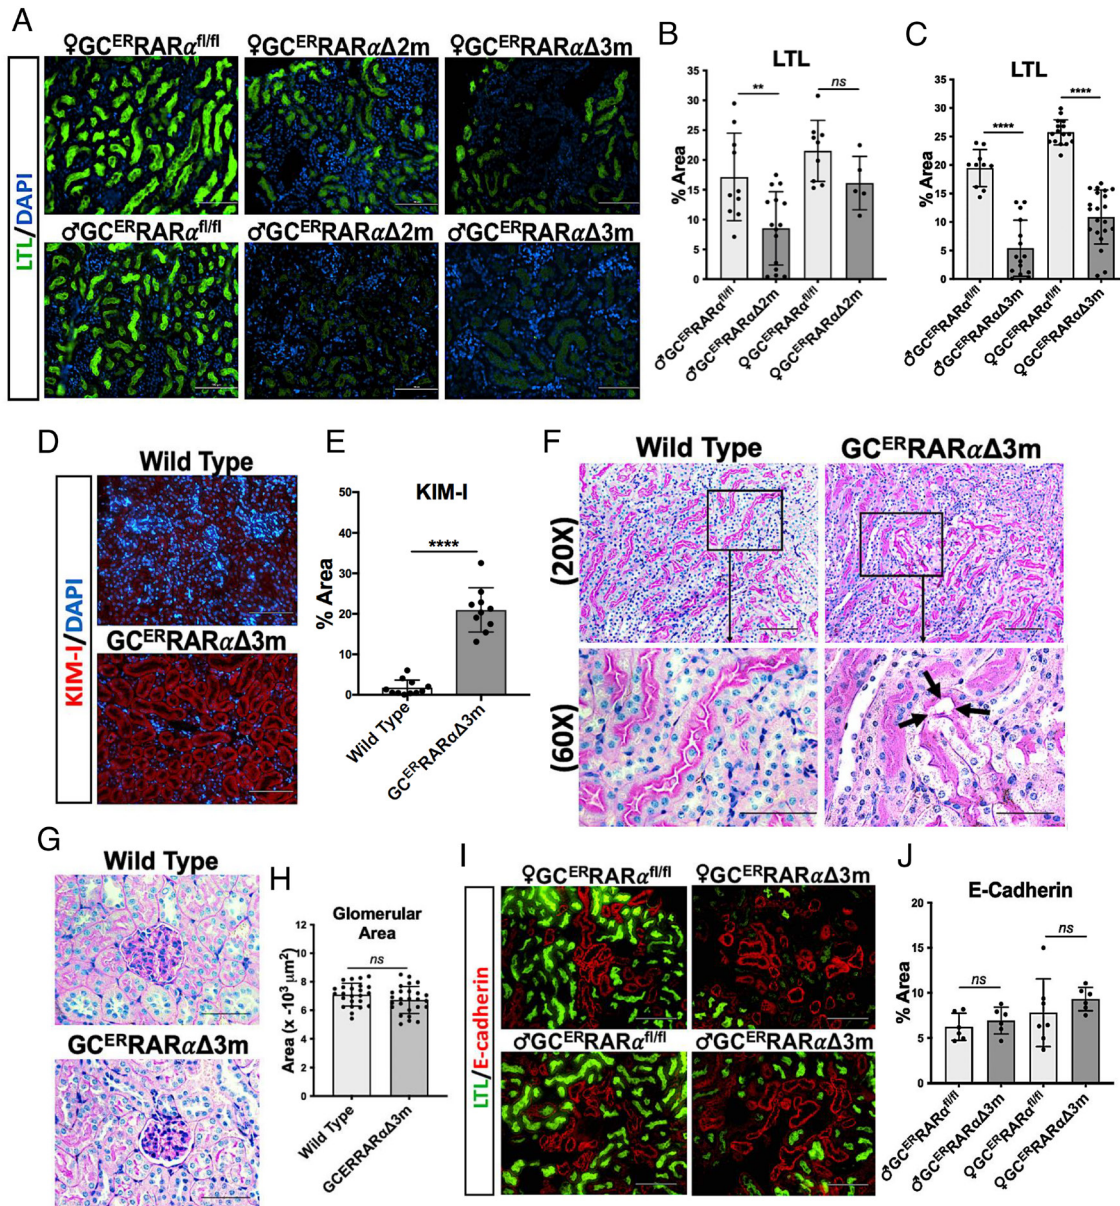 A
♀GCᴱᴿRARαfl/fl
♀GCᴱᴿRARαΔ2m
♀GCᴱᴿRARαΔ3m
LTL/DAPI
♂GCᴱᴿRARαfl/fl
♂GCᴱᴿRARαΔ2m
♂GCᴱᴿRARαΔ3m
B
LTL
% Area
35
30
25
20
15
10
5
0
**
ns
♂GCᴱᴿRARαfl/fl
♂GCᴱᴿRARαΔ2m
♀GCᴱᴿRARαfl/fl
♀GCᴱᴿRARαΔ2m
C
LTL
% Area
35
30
25
20
15
10
5
0
****
****
♂GCᴱᴿRARαfl/fl
♂GCᴱᴿRARαΔ3m
♀GCᴱᴿRARαfl/fl
♀GCᴱᴿRARαΔ3m
D
Wild Type
KIM-I/DAPI
GCᴱᴿRARαΔ3m
E
KIM-I
% Area
50
40
30
20
10
0
****
Wild Type
GCᴱᴿRARαΔ3m
F
Wild Type
GCᴱᴿRARαΔ3m
(20X)
(60X)
G
Wild Type
GCᴱᴿRARαΔ3m
H
Glomerular
Area
Area (x -10³ µm²)
12
10
8
6
4
2
0
ns
Wild Type
GCERRARαΔ3m
I
♀GCᴱᴿRARαfl/fl
♀GCᴱᴿRARαΔ3m
LTL/E-cadherin
♂GCᴱᴿRARαfl/fl
♂GCᴱᴿRARαΔ3m
J
E-Cadherin
% Area
20
15
10
5
0
ns
ns
♂GCᴱᴿRARαfl/fl
♂GCᴱᴿRARαΔ3m
♀GCᴱᴿRARαfl/fl
♀GCᴱᴿRARαΔ3m